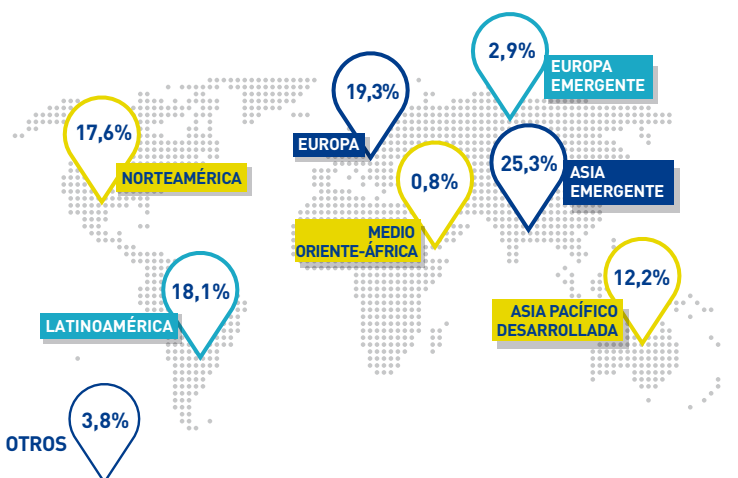 2,9%
EUROPA
EMERGENTE
19,3%
EUROPA
17,6%
NORTEAMÉRICA
0,8%
MEDIO
ORIENTE-ÁFRICA
25,3%
ASIA
EMERGENTE
18,1%
LATINOAMÉRICA
12,2%
ASIA PACÍFICO
DESARROLLADA
3,8%
OTROS